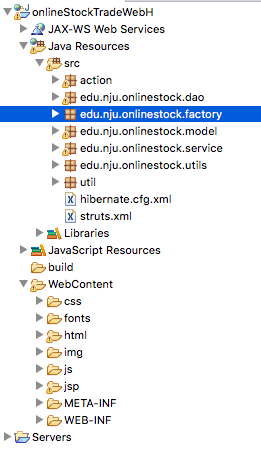 onlineStockTradeWebH
JAX-WS Web Services
Java Resources
src
action
edu.nju.onlinestock.dao
edu.nju.onlinestock.factory
edu.nju.onlinestock.model
edu.nju.onlinestock.service
edu.nju.onlinestock.utils
util
hibernate.cfg.xml
struts.xml
Libraries
JavaScript Resources
build
WebContent
css
fonts
html
img
js
jsp
META-INF
WEB-INF
Servers